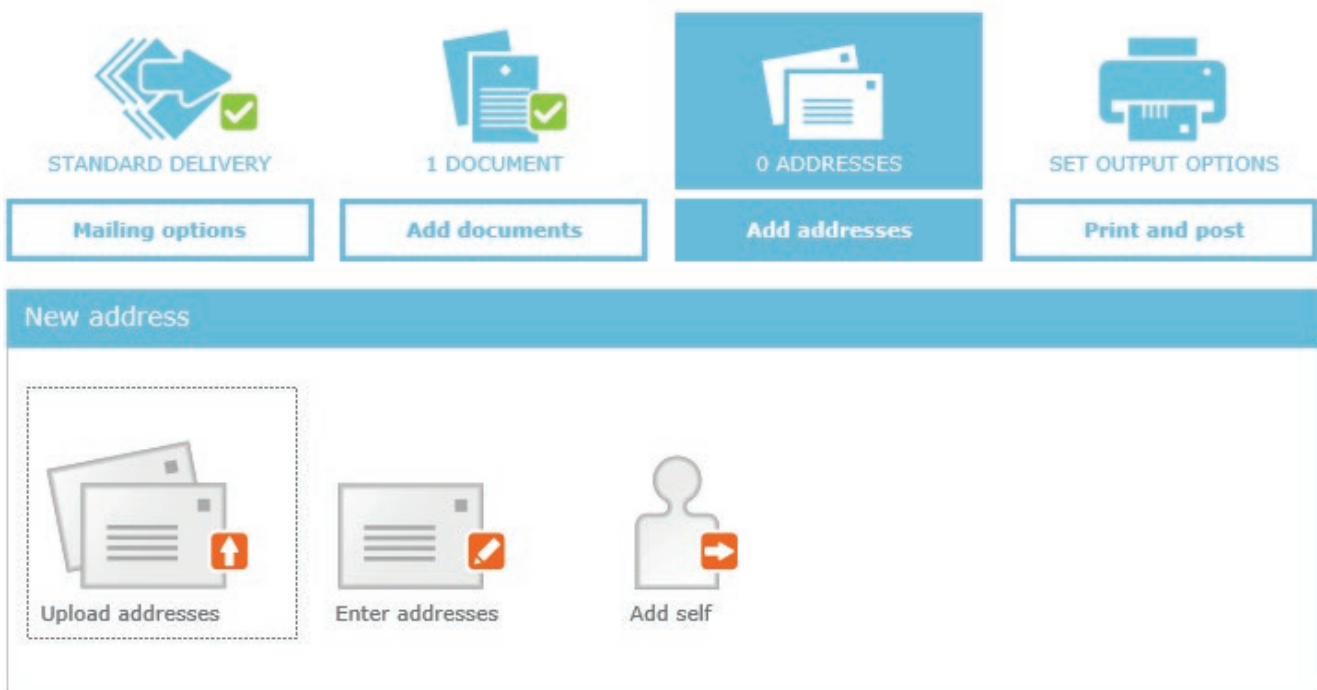 STANDARD DELIVERY
1 DOCUMENT
0 ADDRESSES
SET OUTPUT OPTIONS
Mailing options
Add documents
Add addresses
Print and post
New address
Upload addresses
Enter addresses
Add self